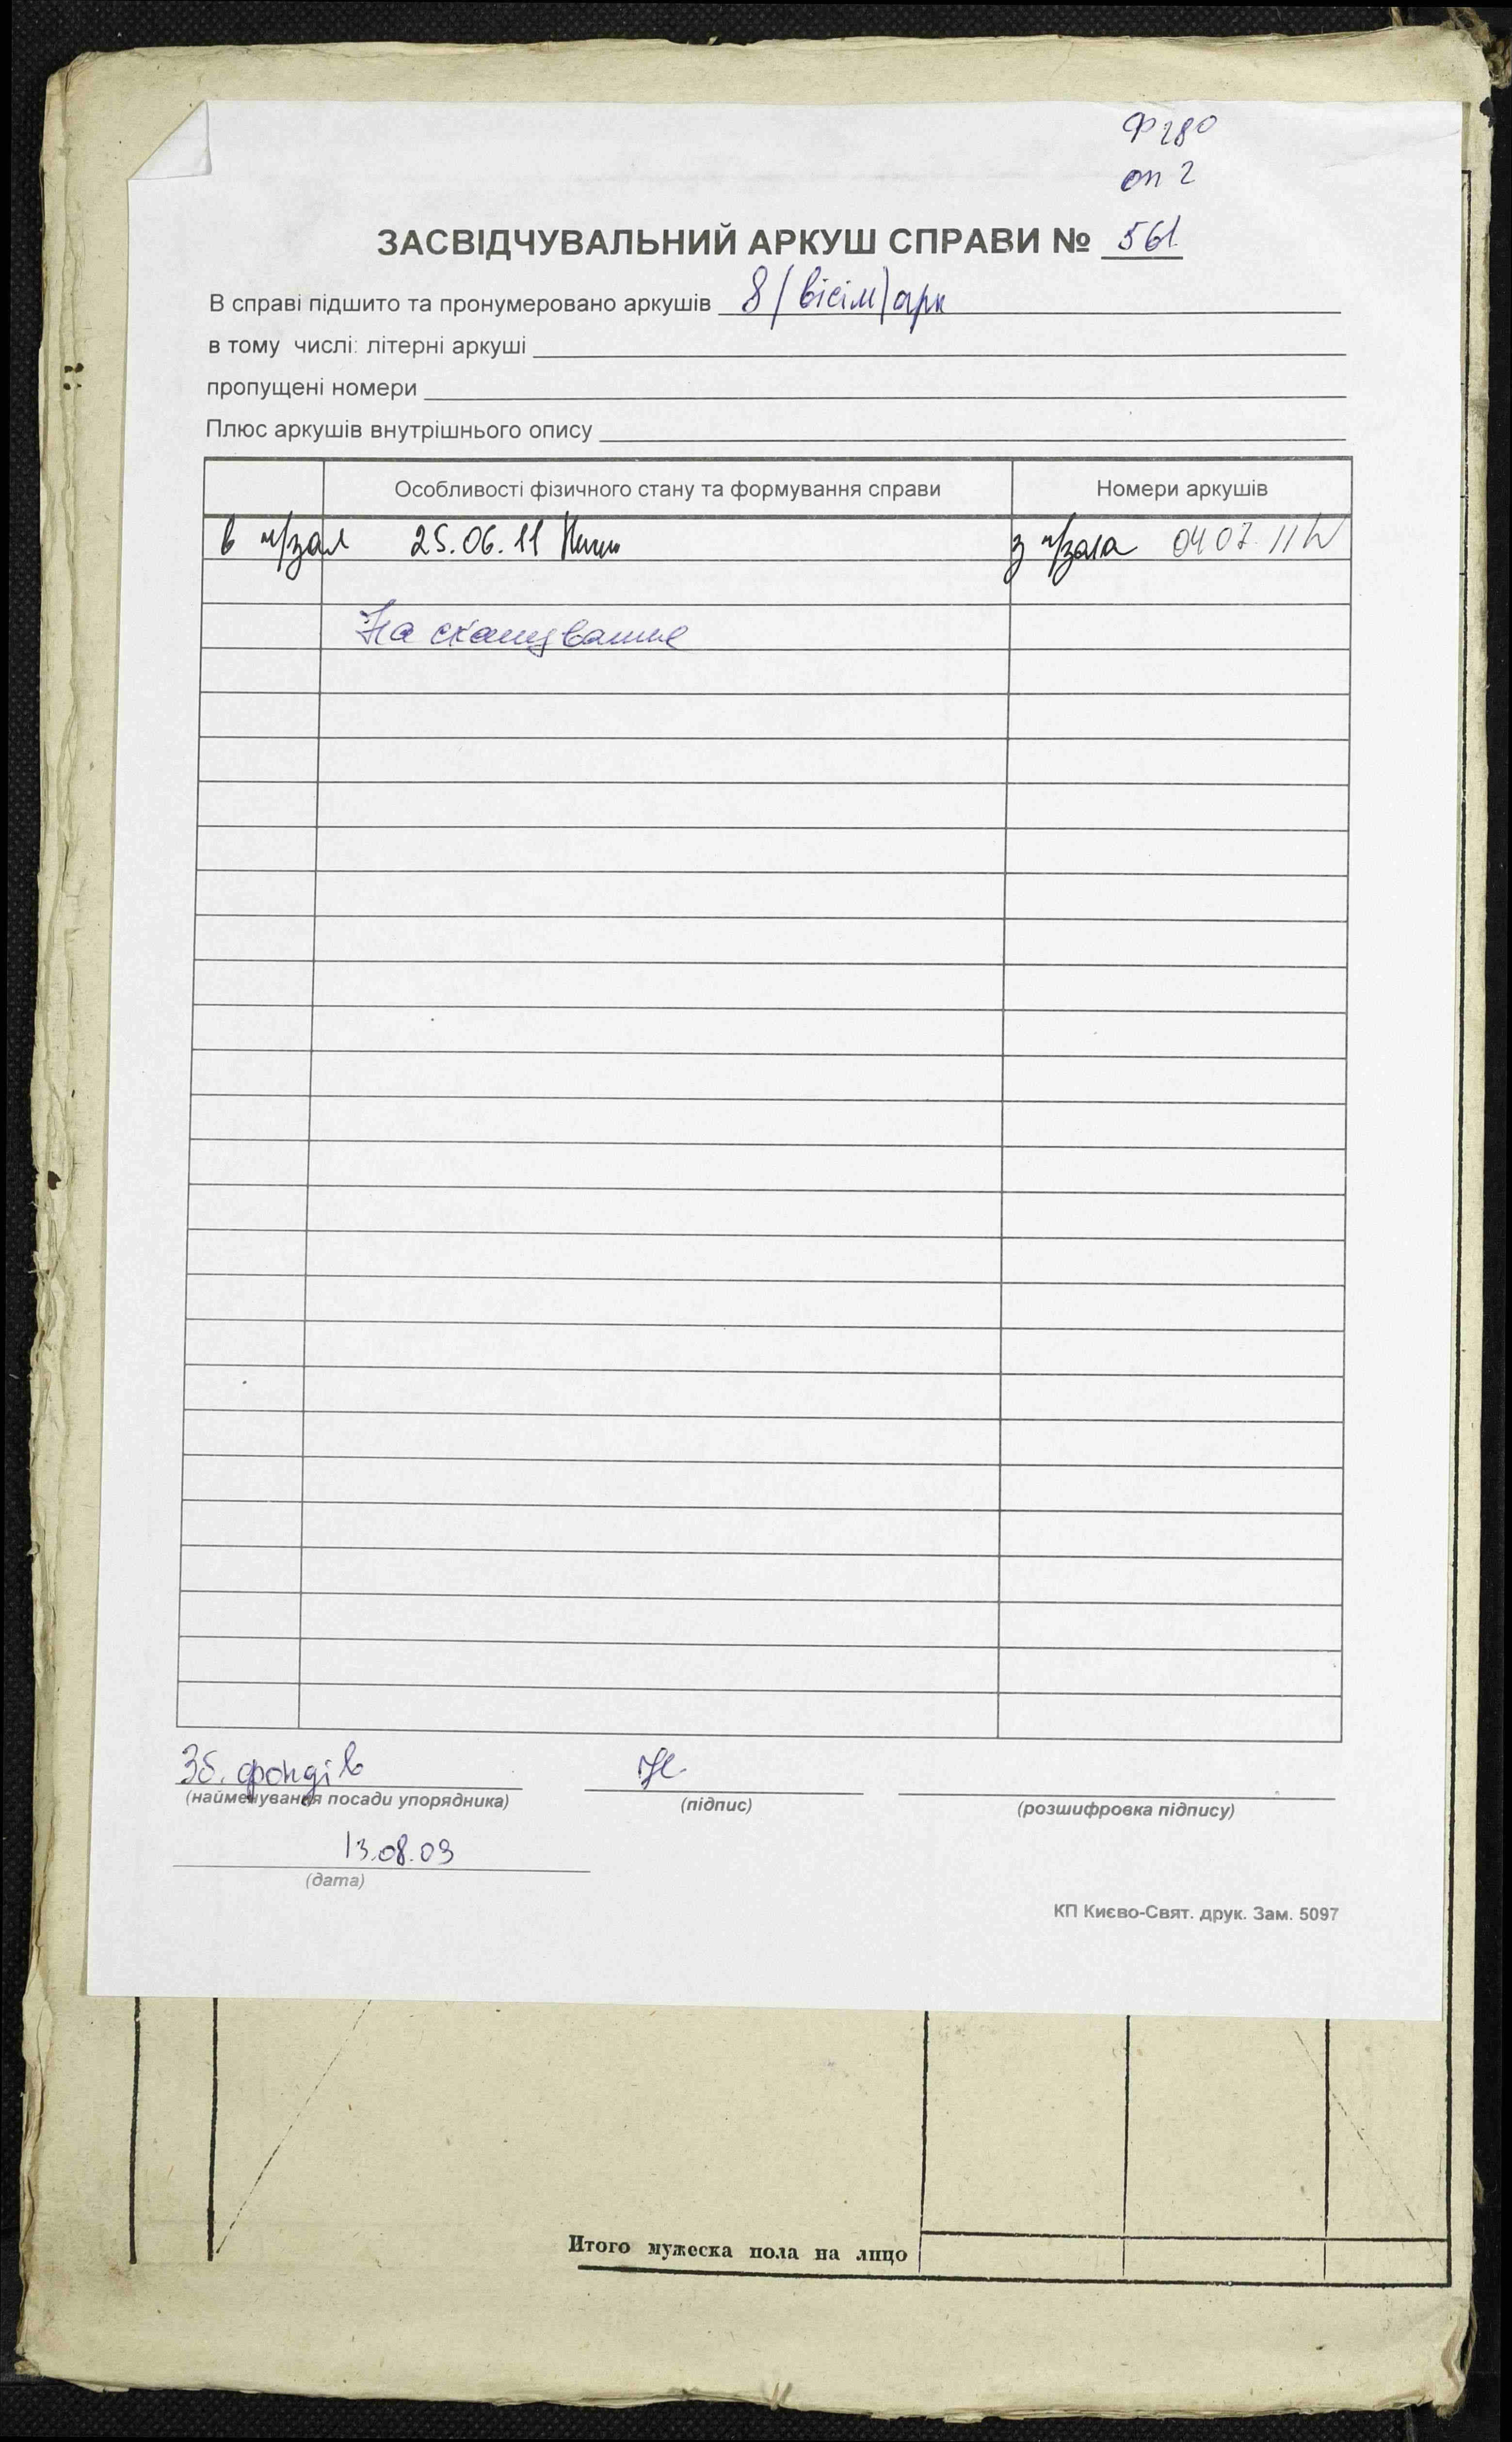 Ф 280
оп 2
ЗАСВІДЧУВАЛЬНИЙ АРКУШ СПРАВИ № 561
В справі підшито та пронумеровано аркушів 8 (вісім) арк
в тому числі: літерні аркуші
пропущені номери
Плюс аркушів внутрішнього опису
Особливості фізичного стану та формування справи Номери аркушів
в ч/зал 25.06.11 з ч/зала 04 07 11
На сканування
Зб. фондів
(найменування посади упорядника) (підпис) (розшифровка підпису)
13.08.09
(дата)
КП Києво-Свят. друк. Зам. 5097
Итого мужеска пола на лицо